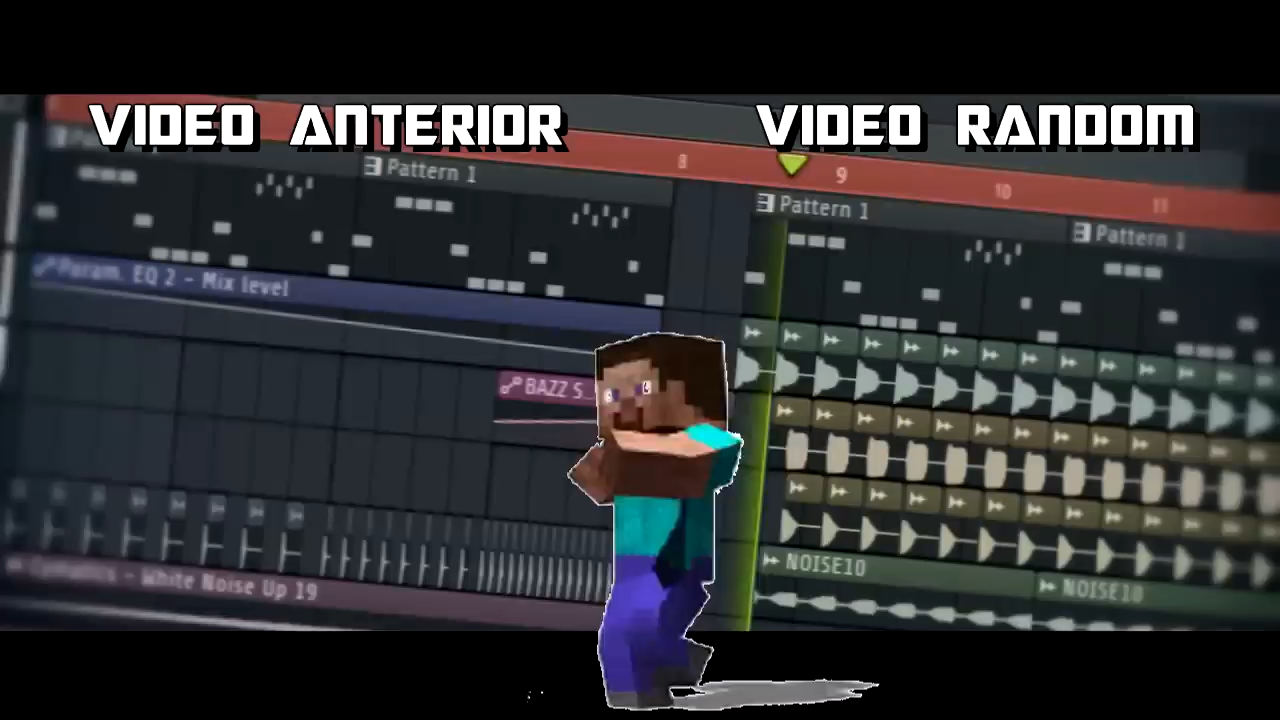 VIDEO ANTERIOR
VIDEO RANDOM
8
9
10
11
Pattern 1
Pattern 1
Pattern 1
Param. EQ 2 - Mix level
BAZZ S..
NOISE10
NOISE10
White Noise Up 19